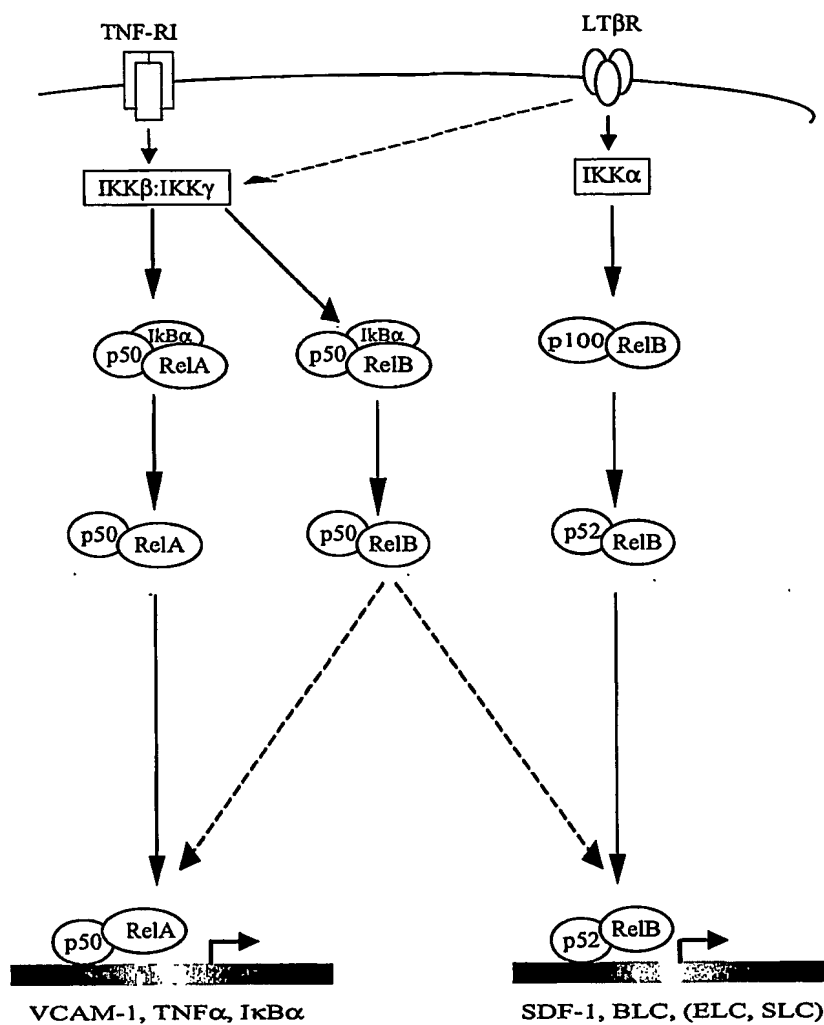 TNF-RI
LTβR
IKKβ:IKKγ
IKKα
IkBα
p50
RelA
IkBα
p50
RelB
p100
RelB
p50
RelA
p50
RelB
p52
RelB
p50
RelA
p52
RelB
VCAM-1, TNFα, IκBα
SDF-1, BLC, (ELC, SLC)